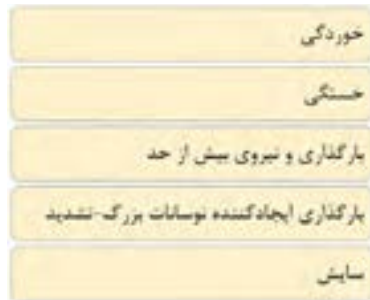 خوردگی
خستگی
بارگذاری و نیروی بیش از حد
بارگذاری ایجادکننده نوسانات بزرگ-تشدید
سایش